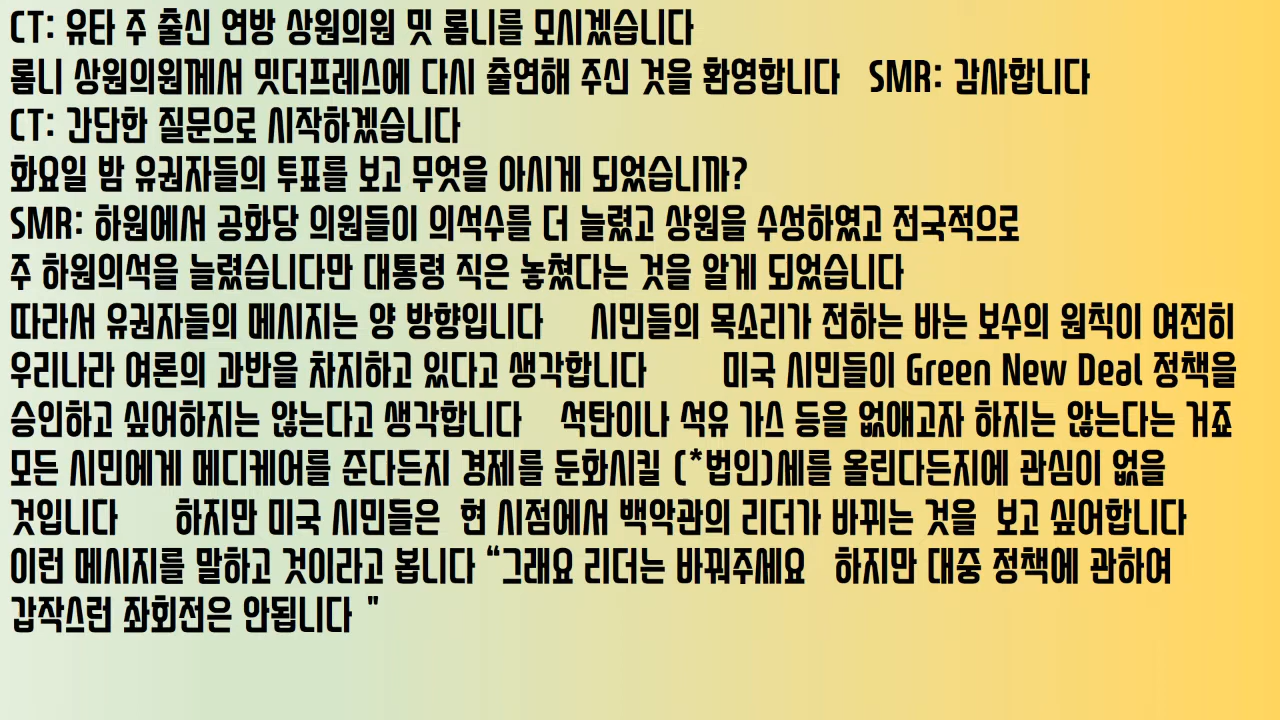 CT: 유타 주 출신 연방 상원의원 밋 롬니를 모시겠습니다
롬니 상원의원께서 밋더프레스에 다시 출연해 주신 것을 환영합니다 SMR: 감사합니다
CT: 간단한 질문으로 시작하겠습니다
화요일 밤 유권자들의 투표를 보고 무엇을 아시게 되었습니까?
SMR: 하원에서 공화당 의원들이 의석수를 더 늘렸고 상원을 수성하였고 전국적으로
주 하원의석을 늘렸습니다만 대통령 직은 놓쳤다는 것을 알게 되었습니다
따라서 유권자들의 메시지는 양 방향입니다 시민들의 목소리가 전하는 바는 보수의 원칙이 여전히
우리나라 여론의 과반을 차지하고 있다고 생각합니다 미국 시민들이 Green New Deal 정책을
승인하고 싶어하지는 않는다고 생각합니다 석탄이나 석유 가스 등을 없애고자 하지는 않는다는 거죠
모든 시민에게 메디케어를 준다든지 경제를 둔화시킬 (*법인)세를 올린다든지에 관심이 없을
것입니다 하지만 미국 시민들은 현 시점에서 백악관의 리더가 바뀌는 것을 보고 싶어합니다
이런 메시지를 말하고 것이라고 봅니다 “그래요 리더는 바꿔주세요 하지만 대중 정책에 관하여
갑작스런 좌회전은 안됩니다 "